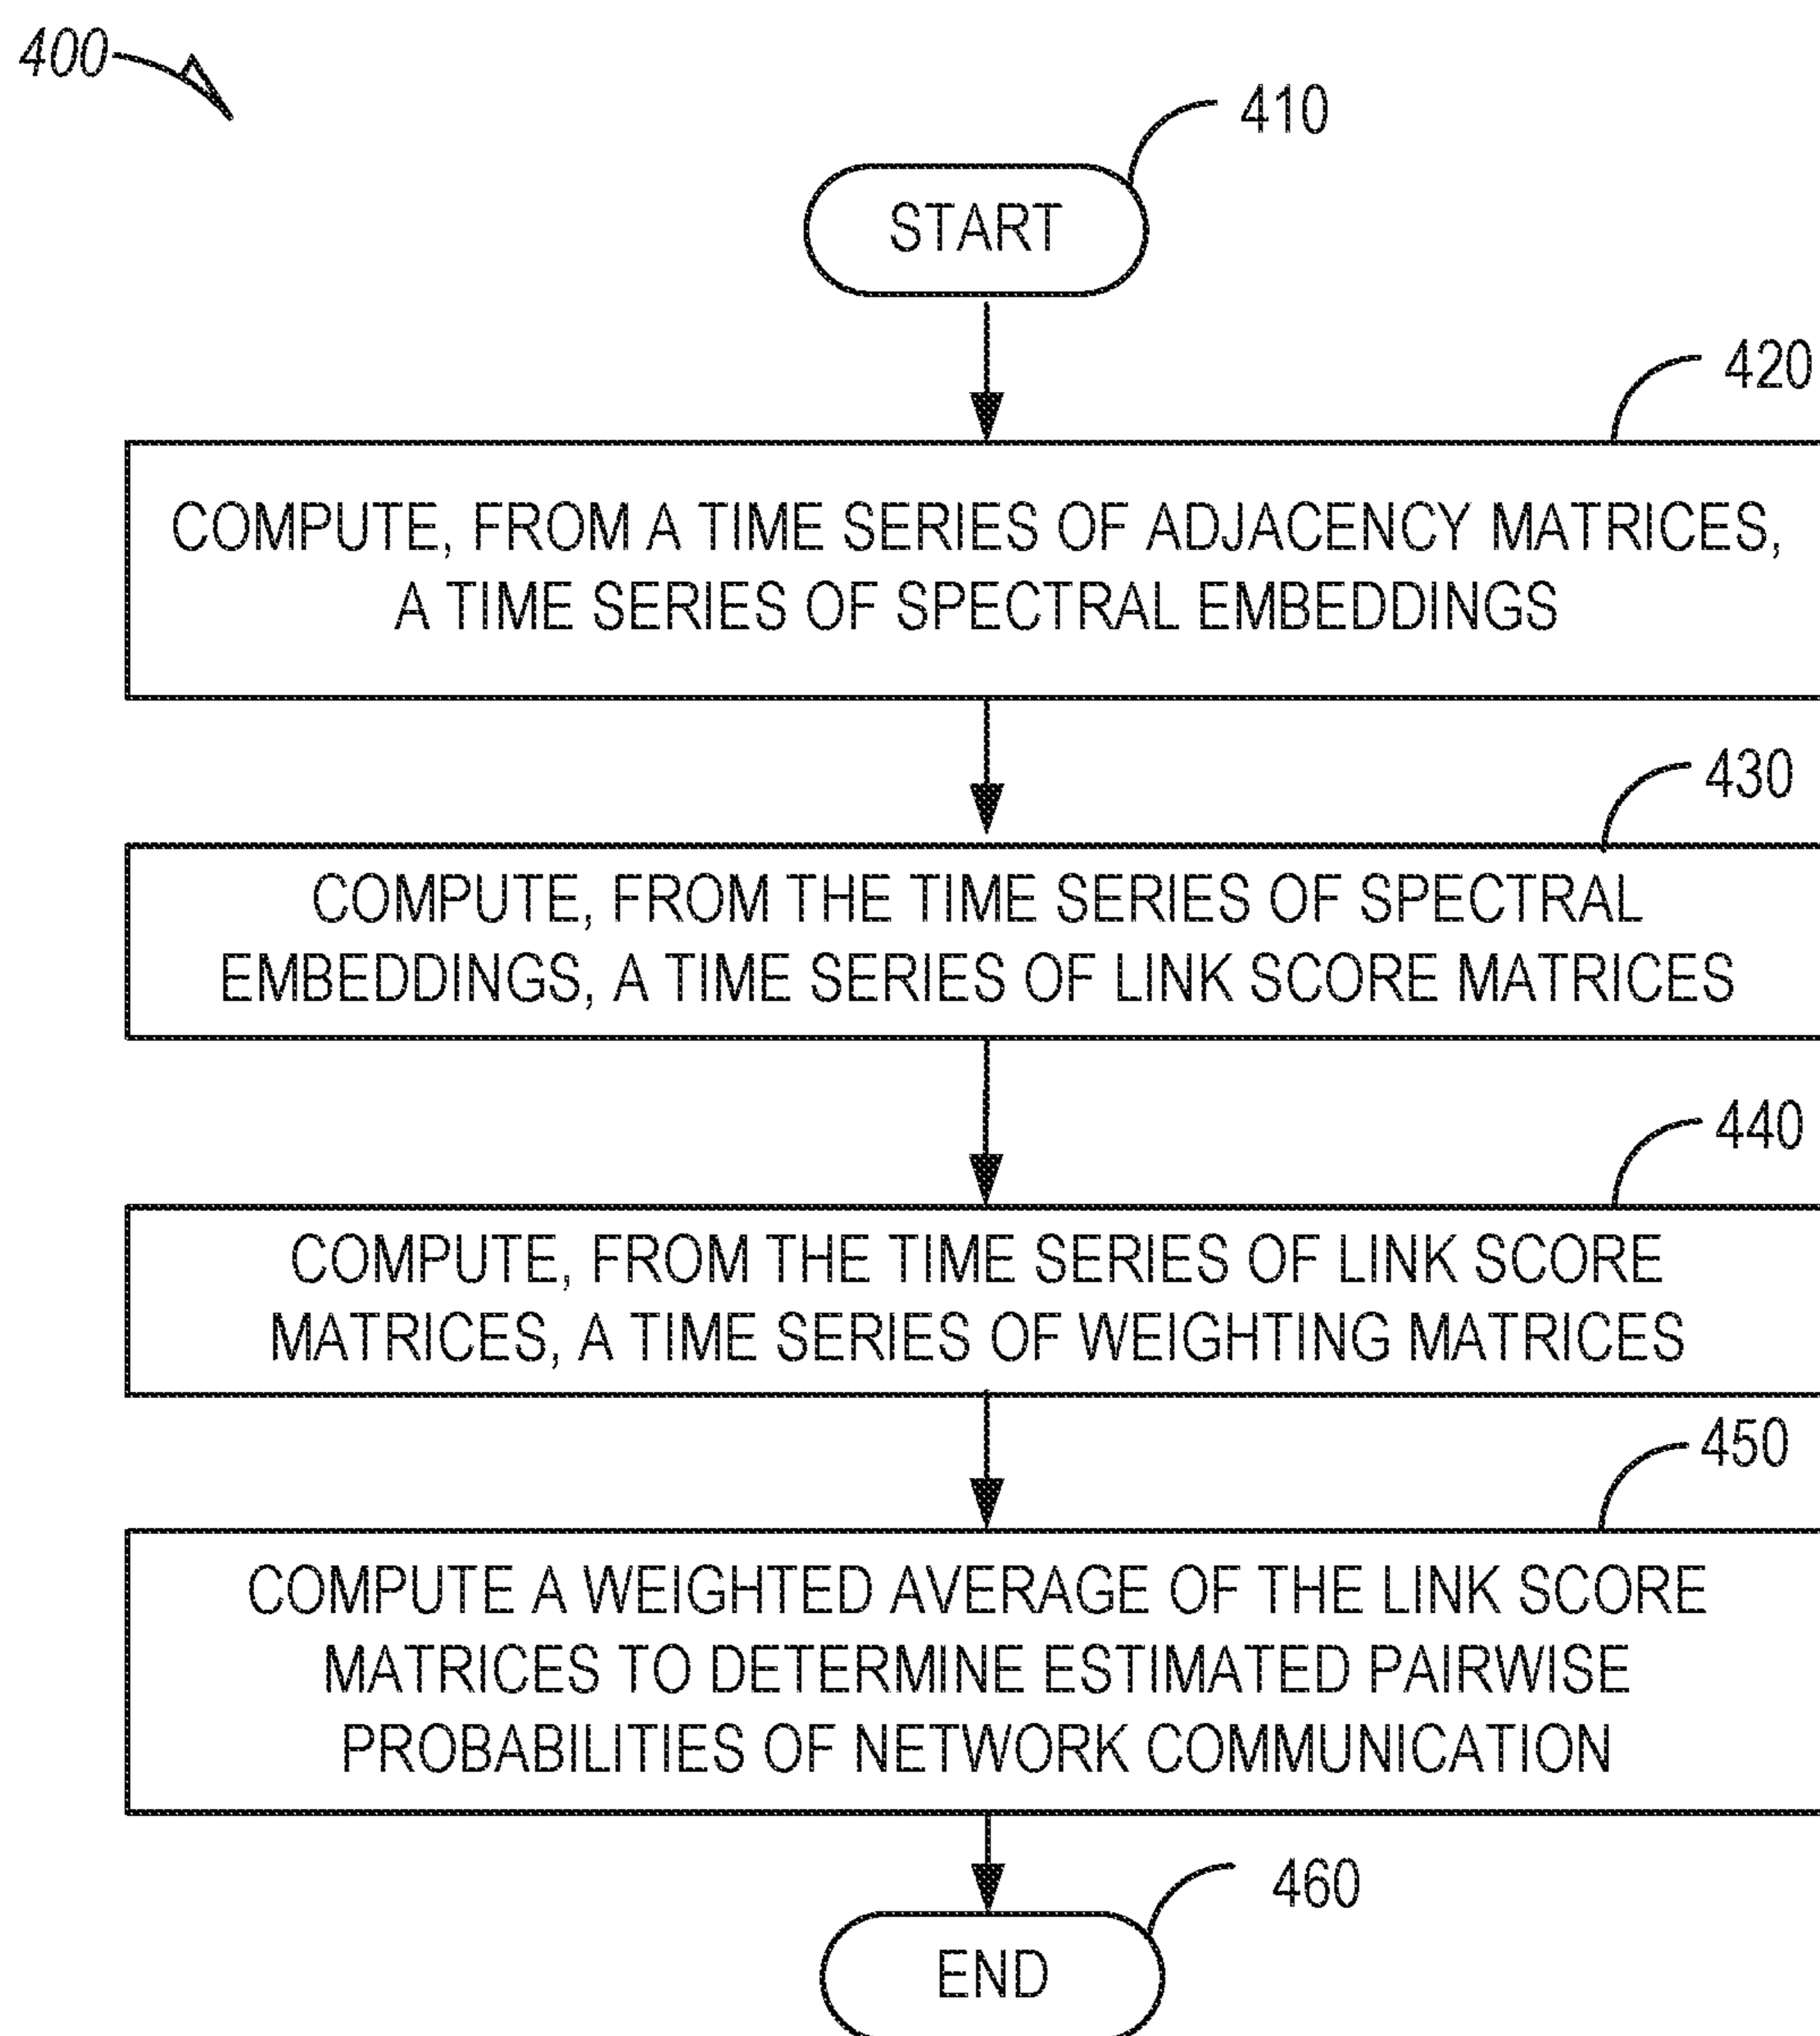 400
410
START
420
COMPUTE, FROM A TIME SERIES OF ADJACENCY MATRICES,
A TIME SERIES OF SPECTRAL EMBEDDINGS
430
COMPUTE, FROM THE TIME SERIES OF SPECTRAL
EMBEDDINGS, A TIME SERIES OF LINK SCORE MATRICES
440
COMPUTE, FROM THE TIME SERIES OF LINK SCORE
MATRICES, A TIME SERIES OF WEIGHTING MATRICES
450
COMPUTE A WEIGHTED AVERAGE OF THE LINK SCORE
MATRICES TO DETERMINE ESTIMATED PAIRWISE
PROBABILITIES OF NETWORK COMMUNICATION
460
END